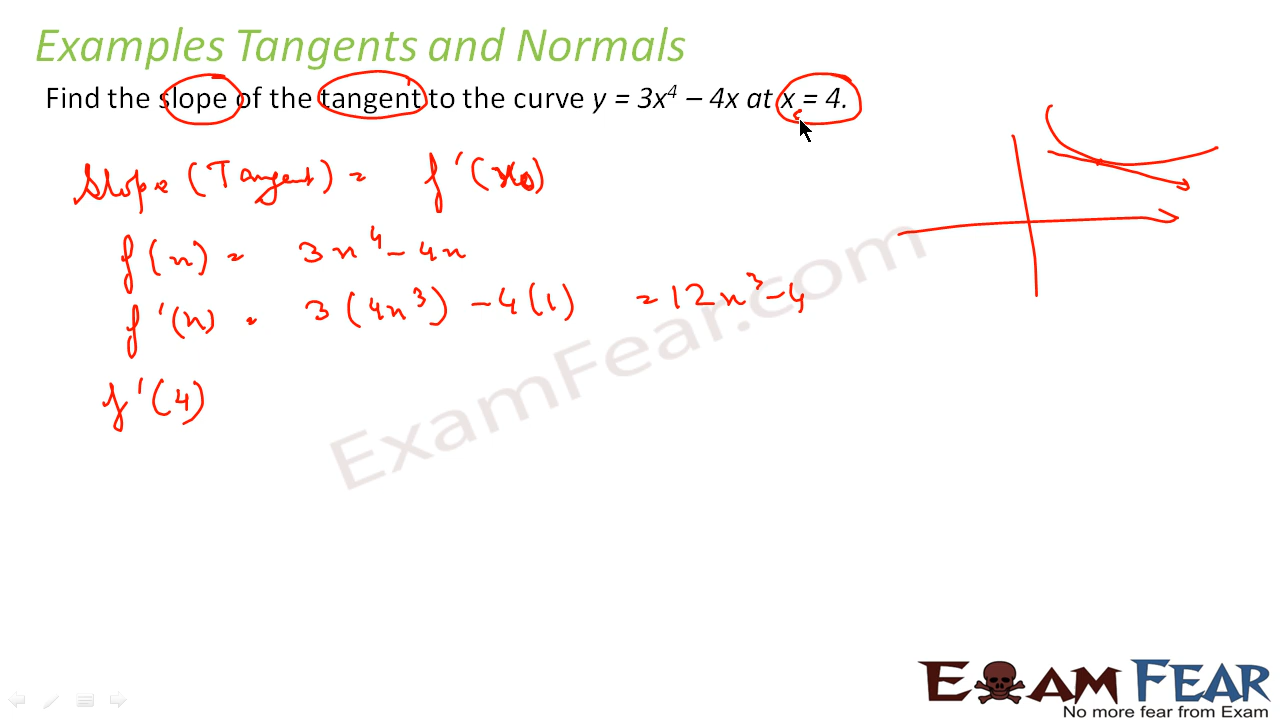 Examples Tangents and Normals
Find the slope of the tangent to the curve y = 3x⁴ – 4x at x = 4.
Slope (Tangent) = f'(x₀)
f(x) = 3x⁴ - 4x
f'(x) = 3(4x³) - 4(1) = 12x³ - 4
f'(4)
ExamFear.com
EXAM FEAR
No more fear from Exam